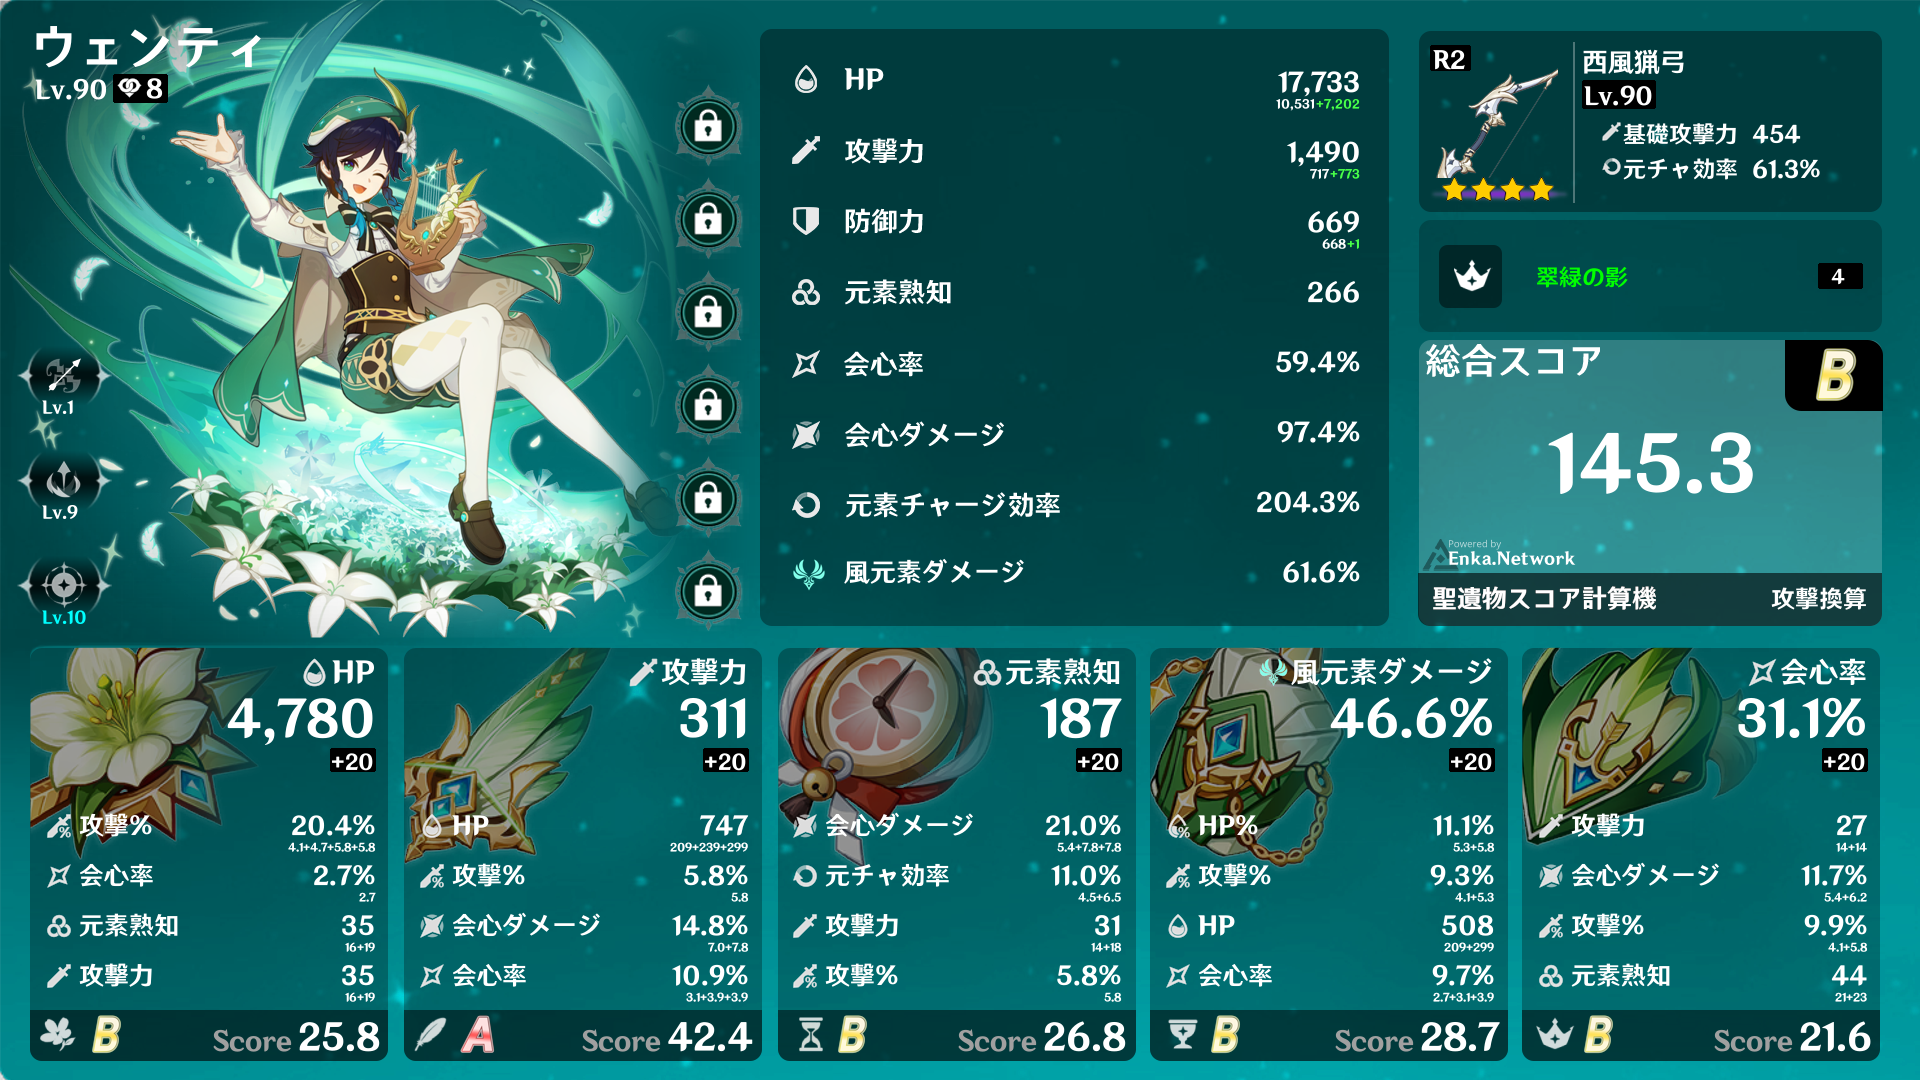 ウェンティ
Lv.90 8
Lv.1
Lv.9
Lv.10
HP 17,733
10,531+7,202
攻撃力 1,490
717+773
防御力 669
668+1
元素熟知 266
会心率 59.4%
会心ダメージ 97.4%
元素チャージ効率 204.3%
風元素ダメージ 61.6%
R2
西風猟弓
Lv.90
基礎攻撃力 454
元チャ効率 61.3%
翠緑の影 4
総合スコア B
145.3
Powered by
Enka.Network
聖遺物スコア計算機 攻撃換算
HP
4,780
+20
攻撃% 20.4%
4.1+4.7+5.8+5.8
会心率 2.7%
2.7
元素熟知 35
16+19
攻撃力 35
16+19
B Score 25.8
攻撃力
311
+20
HP 747
209+239+299
攻撃% 5.8%
5.8
会心ダメージ 14.8%
7.0+7.8
会心率 10.9%
3.1+3.9+3.9
A Score 42.4
元素熟知
187
+20
会心ダメージ 21.0%
5.4+7.8+7.8
元チャ効率 11.0%
4.5+6.5
攻撃力 31
14+18
攻撃% 5.8%
5.8
B Score 26.8
風元素ダメージ
46.6%
+20
HP% 11.1%
5.3+5.8
攻撃% 9.3%
4.1+5.3
HP 508
209+299
会心率 9.7%
2.7+3.1+3.9
B Score 28.7
会心率
31.1%
+20
攻撃力 27
14+14
会心ダメージ 11.7%
5.4+6.2
攻撃% 9.9%
4.1+5.8
元素熟知 44
21+23
B Score 21.6